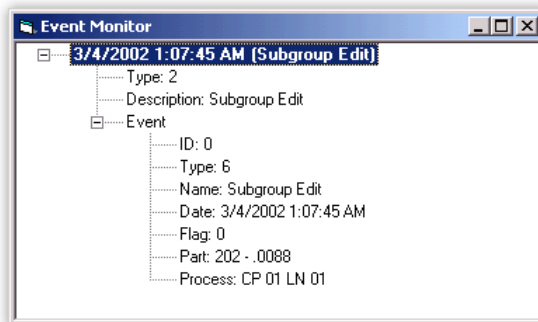 Event Monitor
3/4/2002 1:07:45 AM (Subgroup Edit)
Type: 2
Description: Subgroup Edit
Event
ID: 0
Type: 6
Name: Subgroup Edit
Date: 3/4/2002 1:07:45 AM
Flag: 0
Part: 202 - .0088
Process: CP 01 LN 01